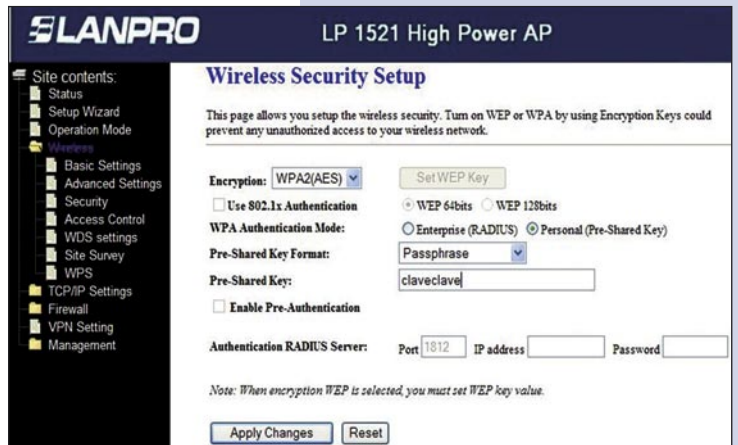 LANPRO
LP 1521 High Power AP
Site contents:
Status
Setup Wizard
Operation Mode
Wireless
Basic Settings
Advanced Settings
Security
Access Control
WDS settings
Site Survey
WPS
TCP/IP Settings
Firewall
VPN Setting
Management
Wireless Security Setup
This page allows you setup the wireless security. Turn on WEP or WPA by using Encryption Keys could
prevent any unauthorized access to your wireless network.
Encryption: WPA2(AES) Set WEP Key
Use 802.1x Authentication WEP 64bits WEP 128bits
WPA Authentication Mode: Enterprise (RADIUS) Personal (Pre-Shared Key)
Pre-Shared Key Format: Passphrase
Pre-Shared Key: claveclave
Enable Pre-Authentication
Authentication RADIUS Server: Port 1812 IP address Password
Note: When encryption WEP is selected, you must set WEP key value.
Apply Changes Reset